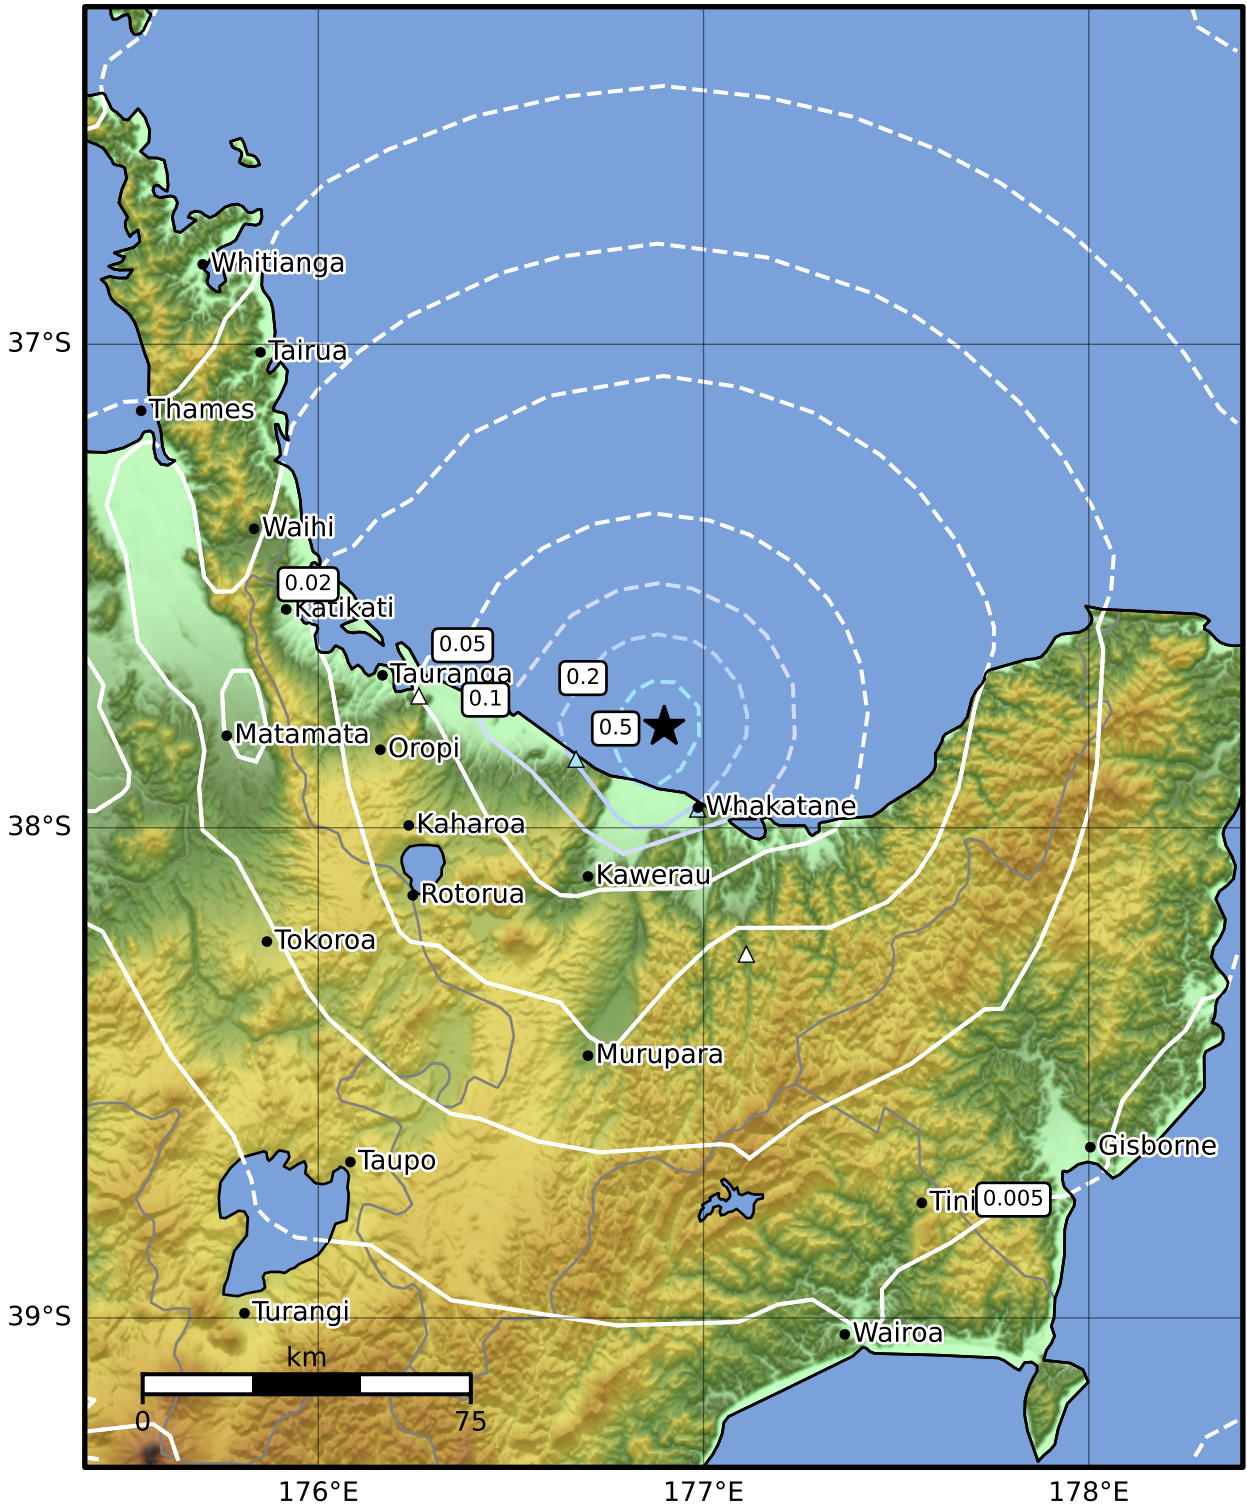 Whitianga
37°S
Tairua
Thames
Waihi
0.02
Katikati
0.05
Tauranga
0.2
0.1
0.5
Matamata
Oropi
Whakatane
38°S
Kaharoa
Kawerau
Rotorua
Tokoroa
Murupara
Gisborne
Taupo
Tini
0.005
Turangi
39°S
Wairoa
km
0
75
176°E
177°E
178°E